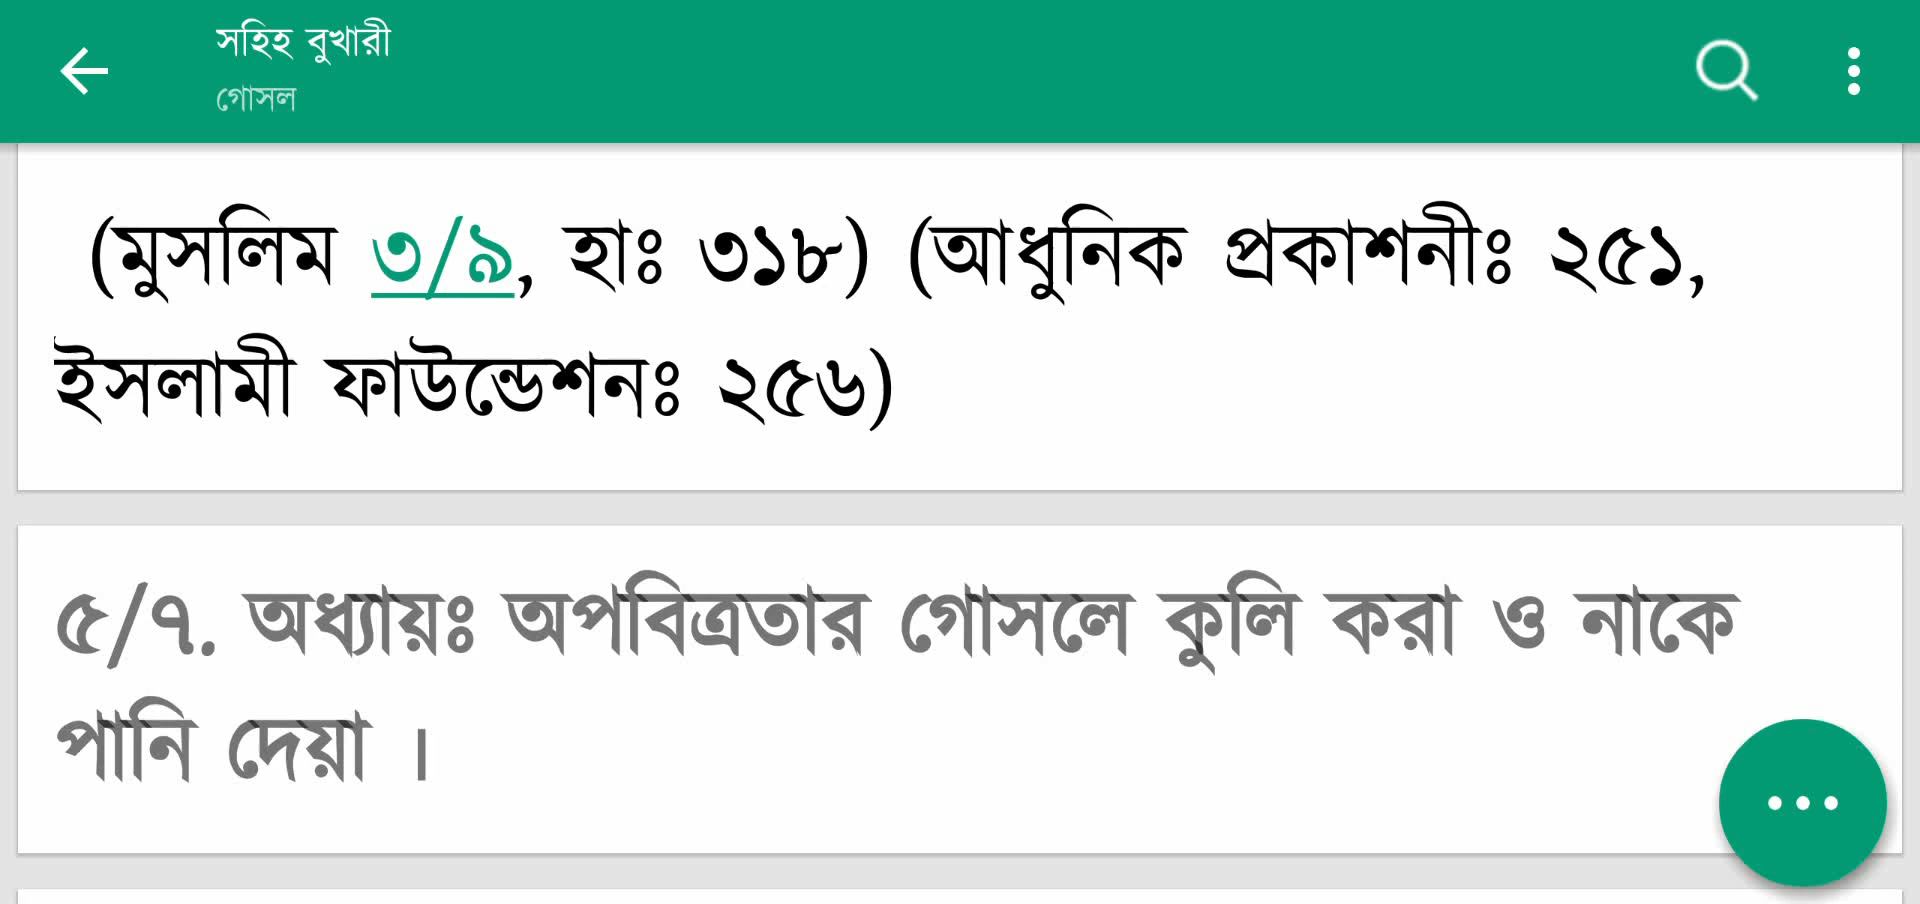 সহিহ বুখারী
গোসল
(মুসলিম ৩/৯, হাঃ ৩১৮) (আধুনিক প্রকাশনীঃ ২৫১,
ইসলামী ফাউন্ডেশনঃ ২৫৬)
৫/৭. অধ্যায়ঃ অপবিত্রতার গোসলে কুলি করা ও নাকে
পানি দেয়া ।